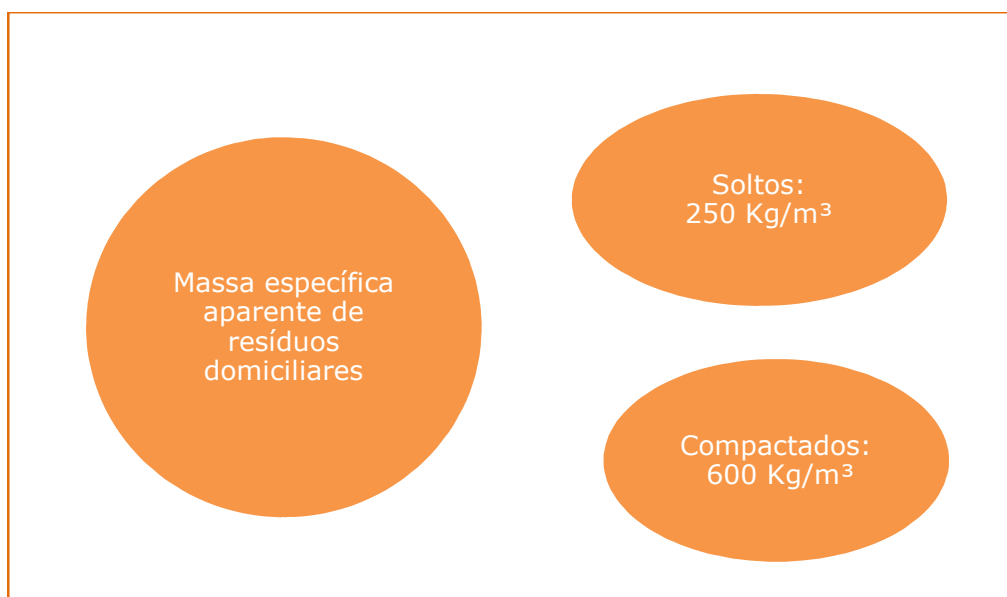 Massa específica
aparente de
resíduos
domiciliares
Soltos:
250 Kg/m³
Compactados:
600 Kg/m³